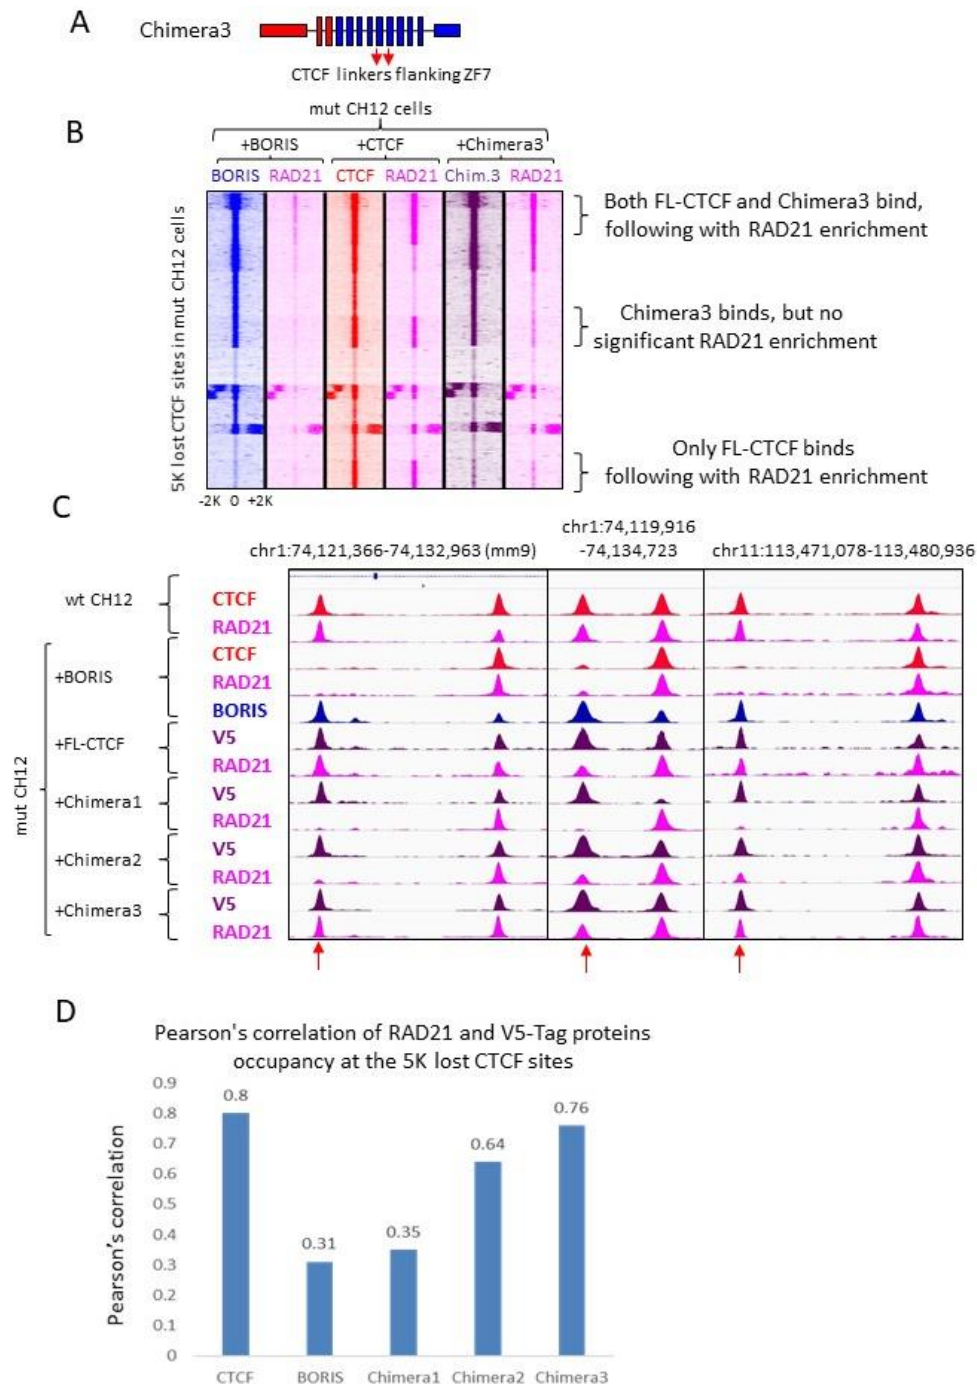 A
Chimera3
CTCF linkers flanking ZF7
B
mut CH12 cells
+BORIS +CTCF +Chimera3
BORIS RAD21 CTCF RAD21 Chim.3 RAD21
5K lost CTCF sites in mut CH12 cells
Both FL-CTCF and Chimera3 bind,
following with RAD21 enrichment
Chimera3 binds, but no
significant RAD21 enrichment
Only FL-CTCF binds
following with RAD21 enrichment
-2K 0 +2K
C
chr1:74,121,366-74,132,963 (mm9)
chr1:74,119,916
-74,134,723
chr11:113,471,078-113,480,936
wt CH12
CTCF
RAD21
mut CH12
+BORIS
CTCF
RAD21
BORIS
+FL-CTCF
V5
RAD21
+Chimera1
V5
RAD21
+Chimera2
V5
RAD21
+Chimera3
V5
RAD21
D
Pearson's correlation of RAD21 and V5-Tag proteins
occupancy at the 5K lost CTCF sites
Pearson's correlation
0.9
0.8
0.7
0.6
0.5
0.4
0.3
0.2
0.1
0
0.8
0.31
0.35
0.64
0.76
CTCF BORIS Chimera1 Chimera2 Chimera3